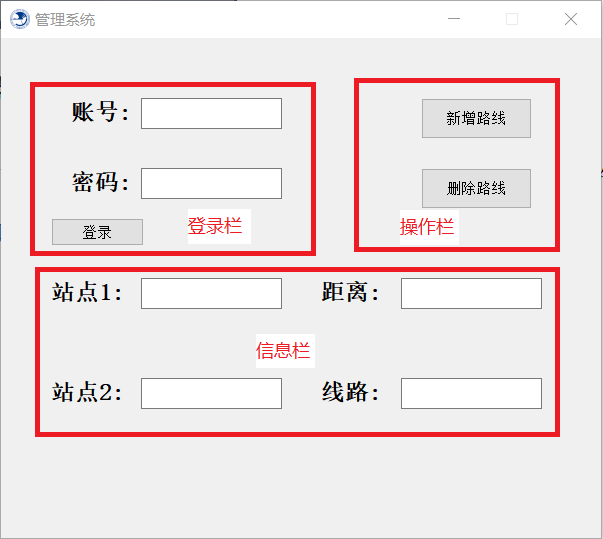 管理系统
账号：
新增路线
密码：
删除路线
登录
登录栏
操作栏
站点1：
距离：
信息栏
站点2：
线路：